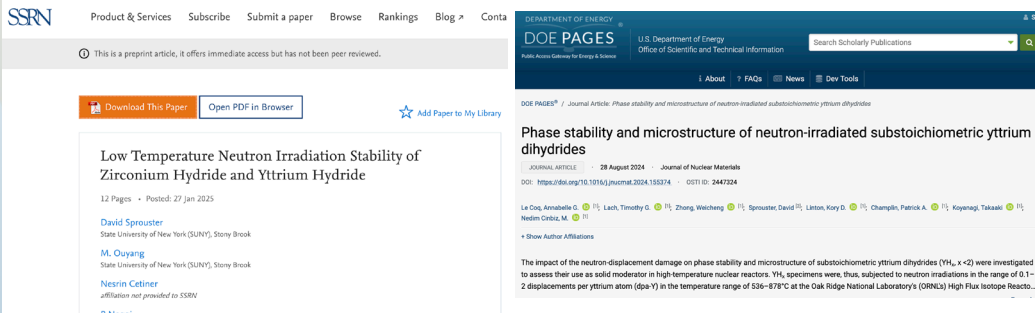 SSRN
Product & Services Subscribe Submit a paper Browse Rankings Blog Conta
This is a preprint article, it offers immediate access but has not been peer reviewed.
Download This Paper
Open PDF in Browser
Add Paper to My Library
Low Temperature Neutron Irradiation Stability of
Zirconium Hydride and Yttrium Hydride
12 Pages • Posted: 27 Jan 2025
David Sprouster
State University of New York (SUNY), Stony Brook
M. Ouyang
State University of New York (SUNY), Stony Brook
Nesrin Cetiner
affiliation not provided to SSRN
DEPARTMENT OF ENERGY
DOE PAGES
Public Access Gateway for Energy & Science
U.S. Department of Energy
Office of Scientific and Technical Information
Search Scholarly Publications
About ? FAQs News Dev Tools
DOE PAGES® / Journal Article: Phase stability and microstructure of neutron-irradiated substoichiometric yttrium dihydrides
Phase stability and microstructure of neutron-irradiated substoichiometric yttrium
dihydrides
JOURNAL ARTICLE · 28 August 2024 · Journal of Nuclear Materials
DOI: https://doi.org/10.1016/j.jnucmat.2024.155374 · OSTI ID: 2447324
Le Coq, Annabelle G. [1]; Lach, Timothy G. [1]; Zhong, Weicheng [1]; Sprouster, David [2]; Linton, Kory D. [1]; Champlin, Patrick A. [1]; Koyanagi, Takaaki [1];
Nedim Cinbiz, M. [1]
+ Show Author Affiliations
The impact of the neutron-displacement damage on phase stability and microstructure of substoichiometric yttrium dihydrides (YHₓ, x <2) were investigated
to assess their use as solid moderator in high-temperature nuclear reactors. YHₓ specimens were, thus, subjected to neutron irradiations in the range of 0.1–
2 displacements per yttrium atom (dpa-Y) in the temperature range of 536–878°C at the Oak Ridge National Laboratory's (ORNL's) High Flux Isotope Reacto...